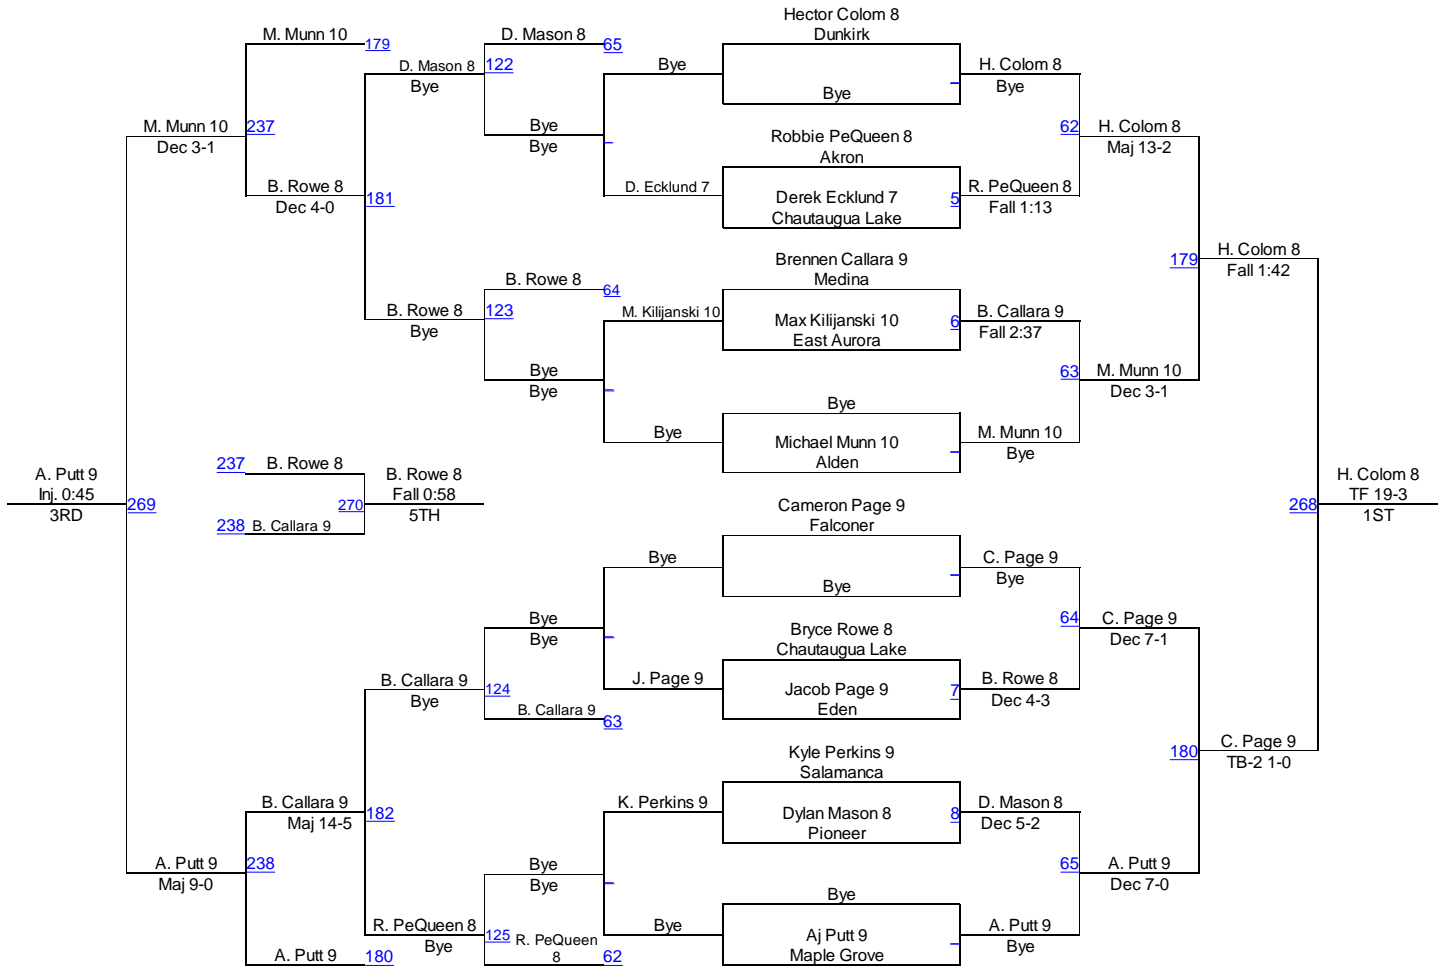 Hector Colom 8
Dunkirk
M. Munn 10
179
D. Mason 8
65
D. Mason 8
122
Bye
Bye
H. Colom 8
Bye
Bye
M. Munn 10
237
Dec 3-1
Bye
Bye
62
H. Colom 8
Maj 13-2
Robbie PeQueen 8
Akron
B. Rowe 8
Dec 4-0
181
D. Ecklund 7
Derek Ecklund 7
Chautaugua Lake
5
R. PeQueen 8
Fall 1:13
Brennen Callara 9
Medina
179
H. Colom 8
Fall 1:42
B. Rowe 8
64
B. Rowe 8
123
Bye
M. Kilijanski 10
Max Kilijanski 10
East Aurora
6
B. Callara 9
Fall 2:37
Bye
Bye
63
M. Munn 10
Dec 3-1
Bye
Bye
Michael Munn 10
Alden
M. Munn 10
Bye
A. Putt 9
Inj. 0:45
3RD
269
237
B. Rowe 8
238
B. Callara 9
270
B. Rowe 8
Fall 0:58
5TH
H. Colom 8
TF 19-3
1ST
268
Cameron Page 9
Falconer
Bye
Bye
C. Page 9
Bye
Bye
Bye
64
C. Page 9
Dec 7-1
Bryce Rowe 8
Chautaugua Lake
B. Callara 9
Bye
124
J. Page 9
Jacob Page 9
Eden
7
B. Rowe 8
Dec 4-3
B. Callara 9
63
Kyle Perkins 9
Salamanca
180
C. Page 9
TB-2 1-0
B. Callara 9
Maj 14-5
182
K. Perkins 9
Dylan Mason 8
Pioneer
8
D. Mason 8
Dec 5-2
A. Putt 9
Maj 9-0
238
Bye
Bye
65
A. Putt 9
Dec 7-0
Bye
R. PeQueen 8
Bye
125
R. PeQueen
8
62
Bye
Aj Putt 9
Maple Grove
A. Putt 9
Bye
A. Putt 9
180